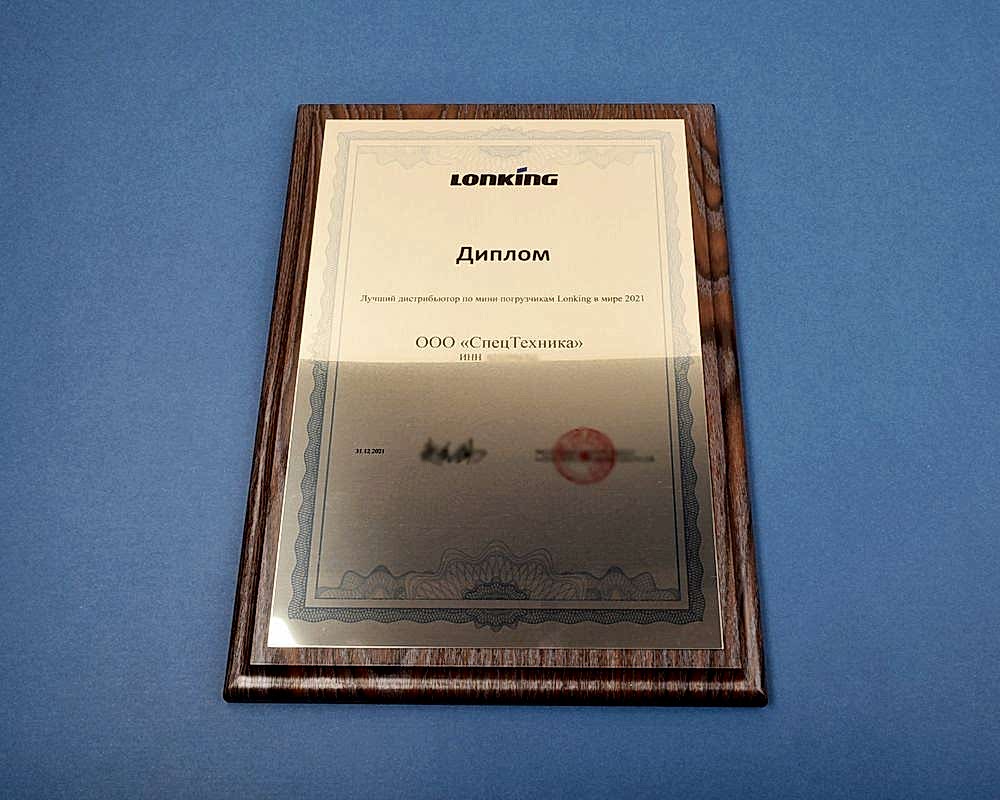 LONKING
Диплом
Лучший дистрибьютор по мини погрузчикам Lonking в мире 2021
ООО «СпецТехника»
ИНН
31.12.2021